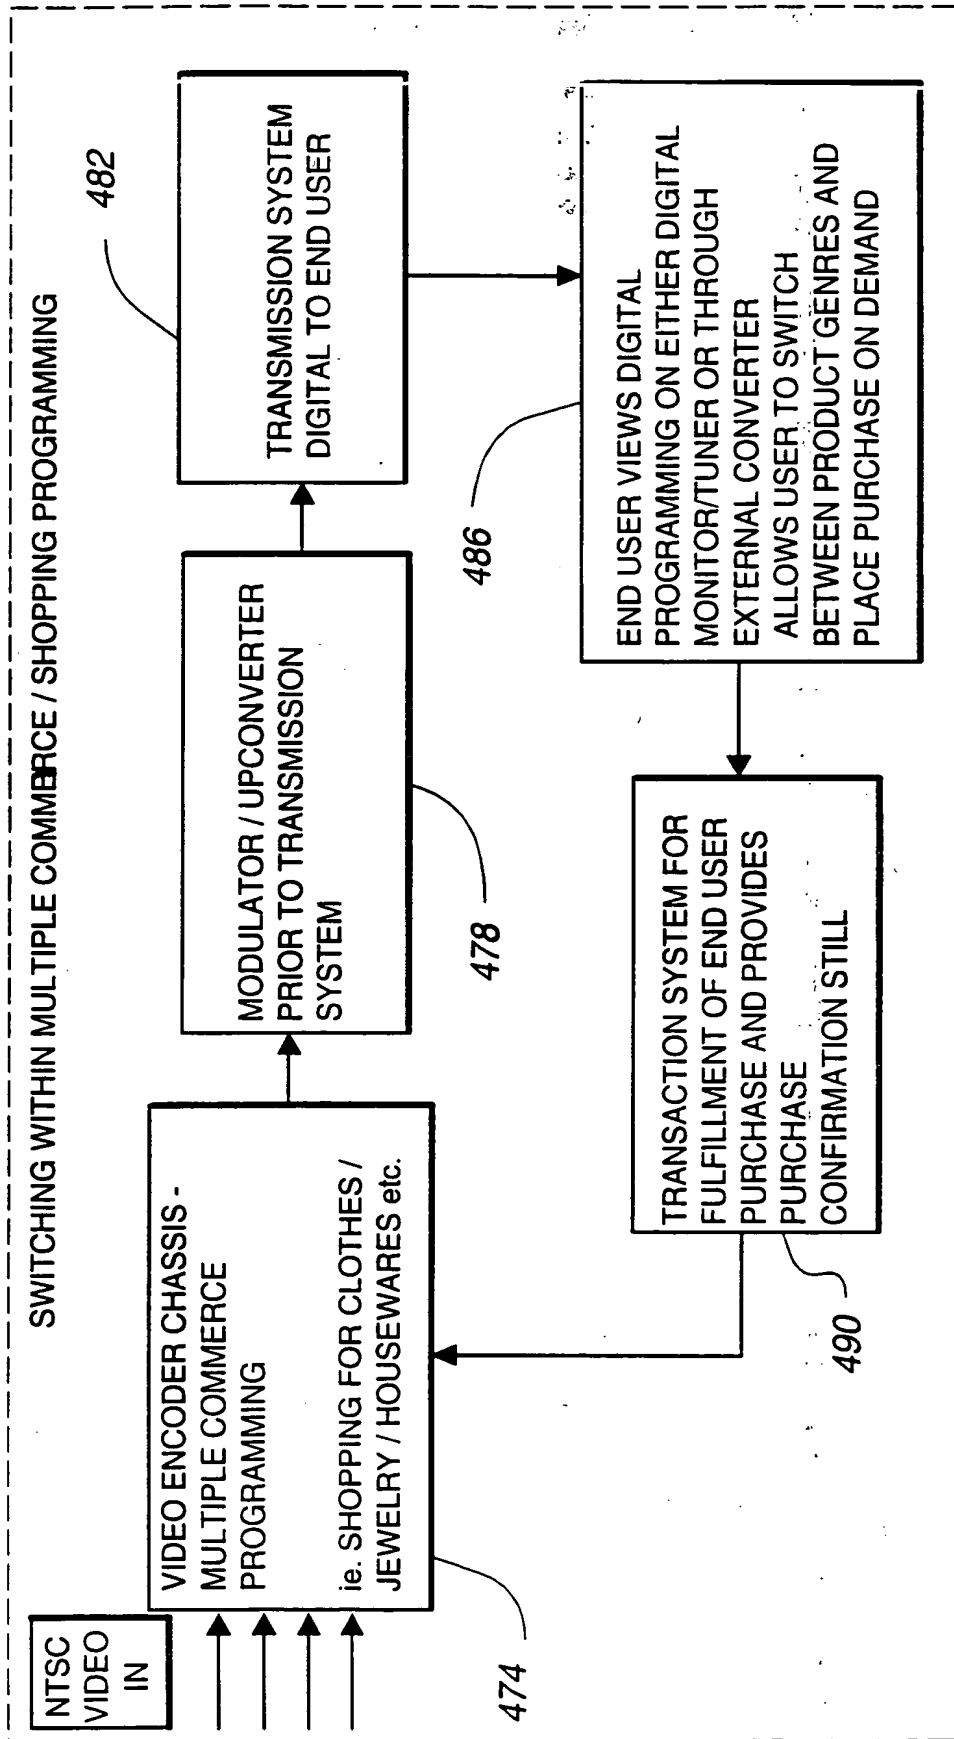 SWITCHING WITHIN MULTIPLE COMMERCE / SHOPPING PROGRAMMING
NTSC
VIDEO
IN
VIDEO ENCODER CHASSIS -
MULTIPLE COMMERCE
PROGRAMMING
ie. SHOPPING FOR CLOTHES /
JEWELRY / HOUSEWARES etc.
474
MODULATOR / UPCONVERTER
PRIOR TO TRANSMISSION
SYSTEM
478
TRANSMISSION SYSTEM
DIGITAL TO END USER
482
END USER VIEWS DIGITAL
PROGRAMMING ON EITHER DIGITAL
MONITOR/TUNER OR THROUGH
EXTERNAL CONVERTER
ALLOWS USER TO SWITCH
BETWEEN PRODUCT GENRES AND
PLACE PURCHASE ON DEMAND
486
TRANSACTION SYSTEM FOR
FULFILLMENT OF END USER
PURCHASE AND PROVIDES
PURCHASE
CONFIRMATION STILL
490